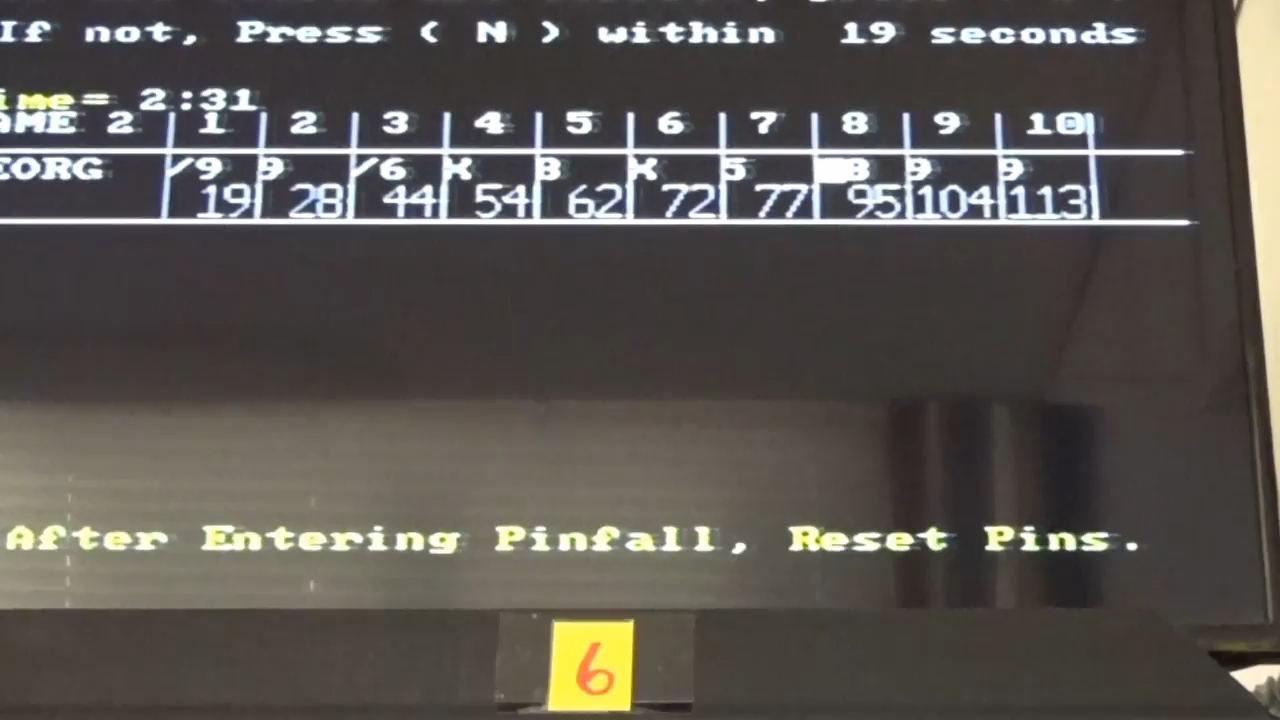 If not, Press ( N ) within 19 seconds
ime= 2:31
AME 2 1 2 3 4 5 6 7 8 9 10
EORG /9 9 /6 X 8 X 5 8 9 9
19 28 44 54 62 72 77 95 104 113
After Entering Pinfall, Reset Pins.
6